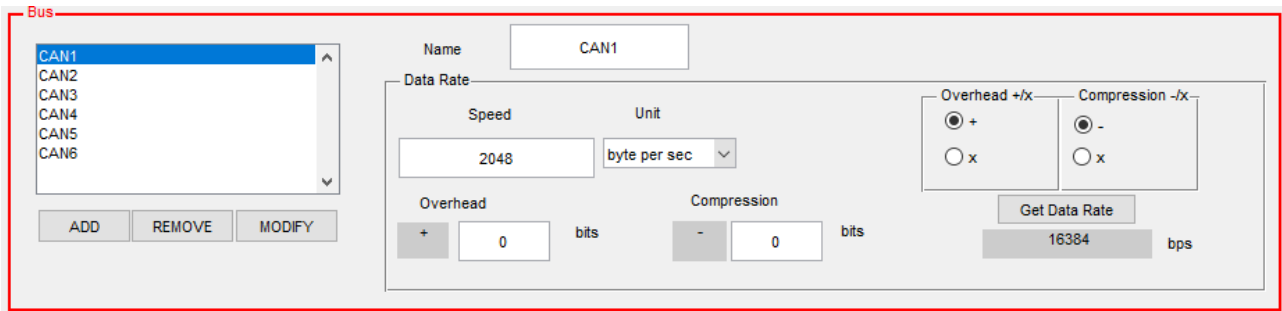 Bus
CAN1
CAN2
CAN3
CAN4
CAN5
CAN6
ADD REMOVE MODIFY
Name CAN1
Data Rate
Speed Unit
2048 byte per sec
Overhead Compression
+ 0 bits - 0 bits
Overhead +/x Compression -/x
+ -
x x
Get Data Rate
16384 bps